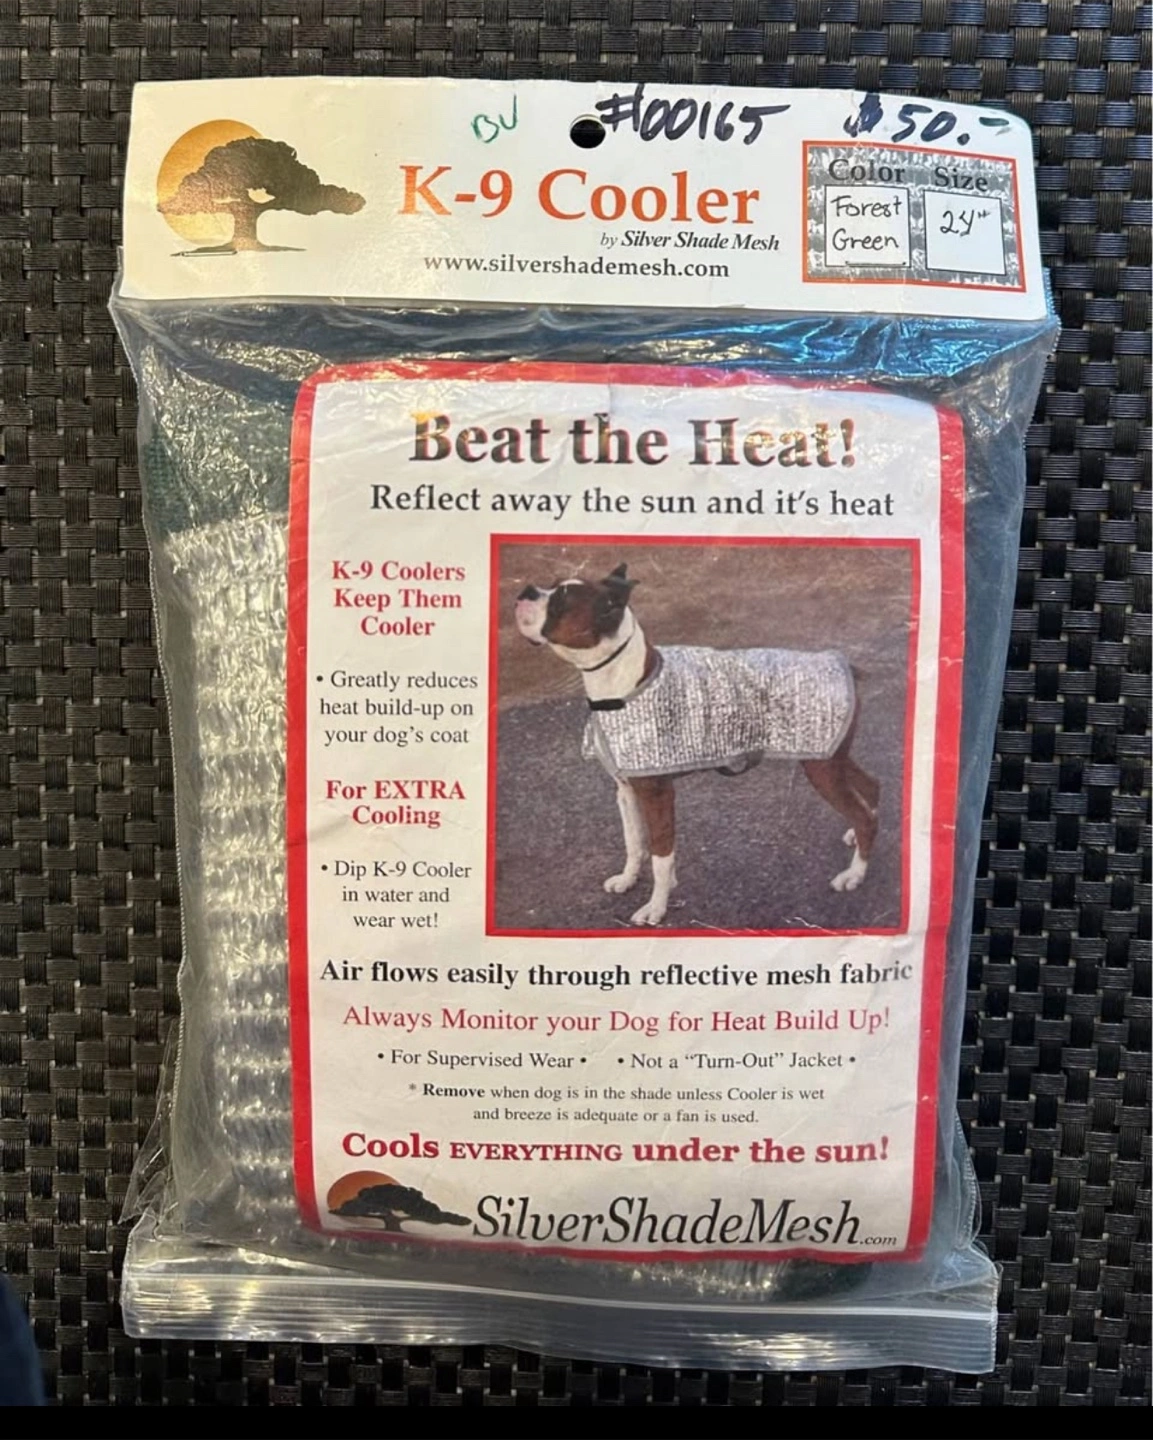 BU #00165 $50.-
K-9 Cooler
by Silver Shade Mesh
www.silvershademesh.com
Color Size
Forest Green 24"
Beat the Heat!
Reflect away the sun and it's heat
K-9 Coolers
Keep Them
Cooler
• Greatly reduces
heat build-up on
your dog's coat
For EXTRA
Cooling
• Dip K-9 Cooler
in water and
wear wet!
Air flows easily through reflective mesh fabric
Always Monitor your Dog for Heat Build Up!
• For Supervised Wear • • Not a "Turn-Out" Jacket •
* Remove when dog is in the shade unless Cooler is wet
and breeze is adequate or a fan is used.
Cools EVERYTHING under the sun!
SilverShadeMesh.com